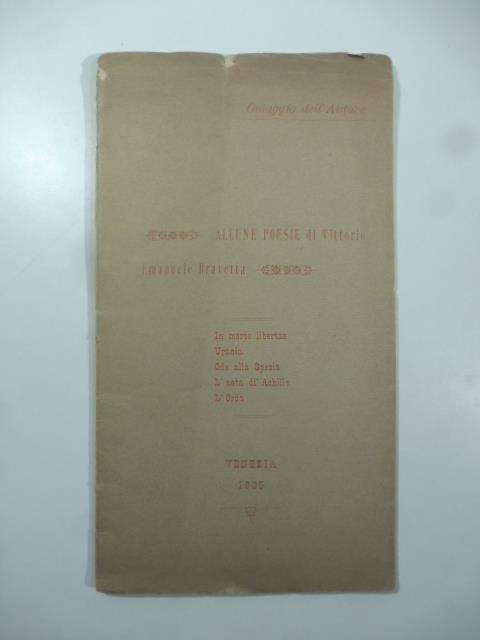 Omaggio dell' Autore
ALCUNE POESIE di Vittorio
Emanuele Bravetta
In morte libertas
Urania
Ode alla Spezia
L' asta di Achille
L' Orda
VENEZIA